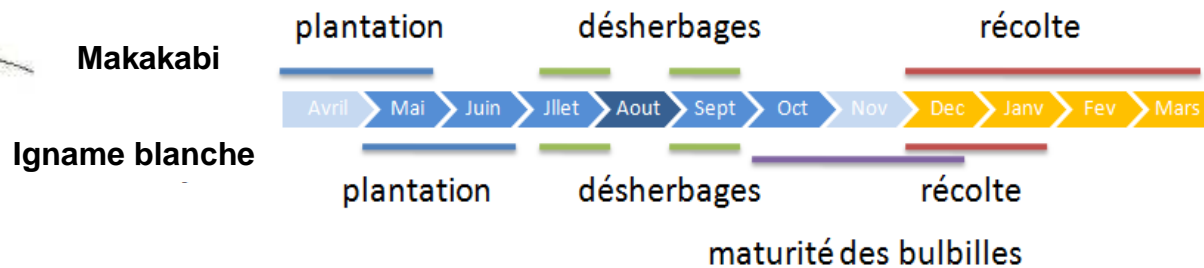 plantation désherbages récolte
Makakabi
Avril Mai Juin Jllet Aout Sept Oct Nov Dec Janv Fev Mars
Igname blanche
plantation désherbages récolte
maturité des bulbilles